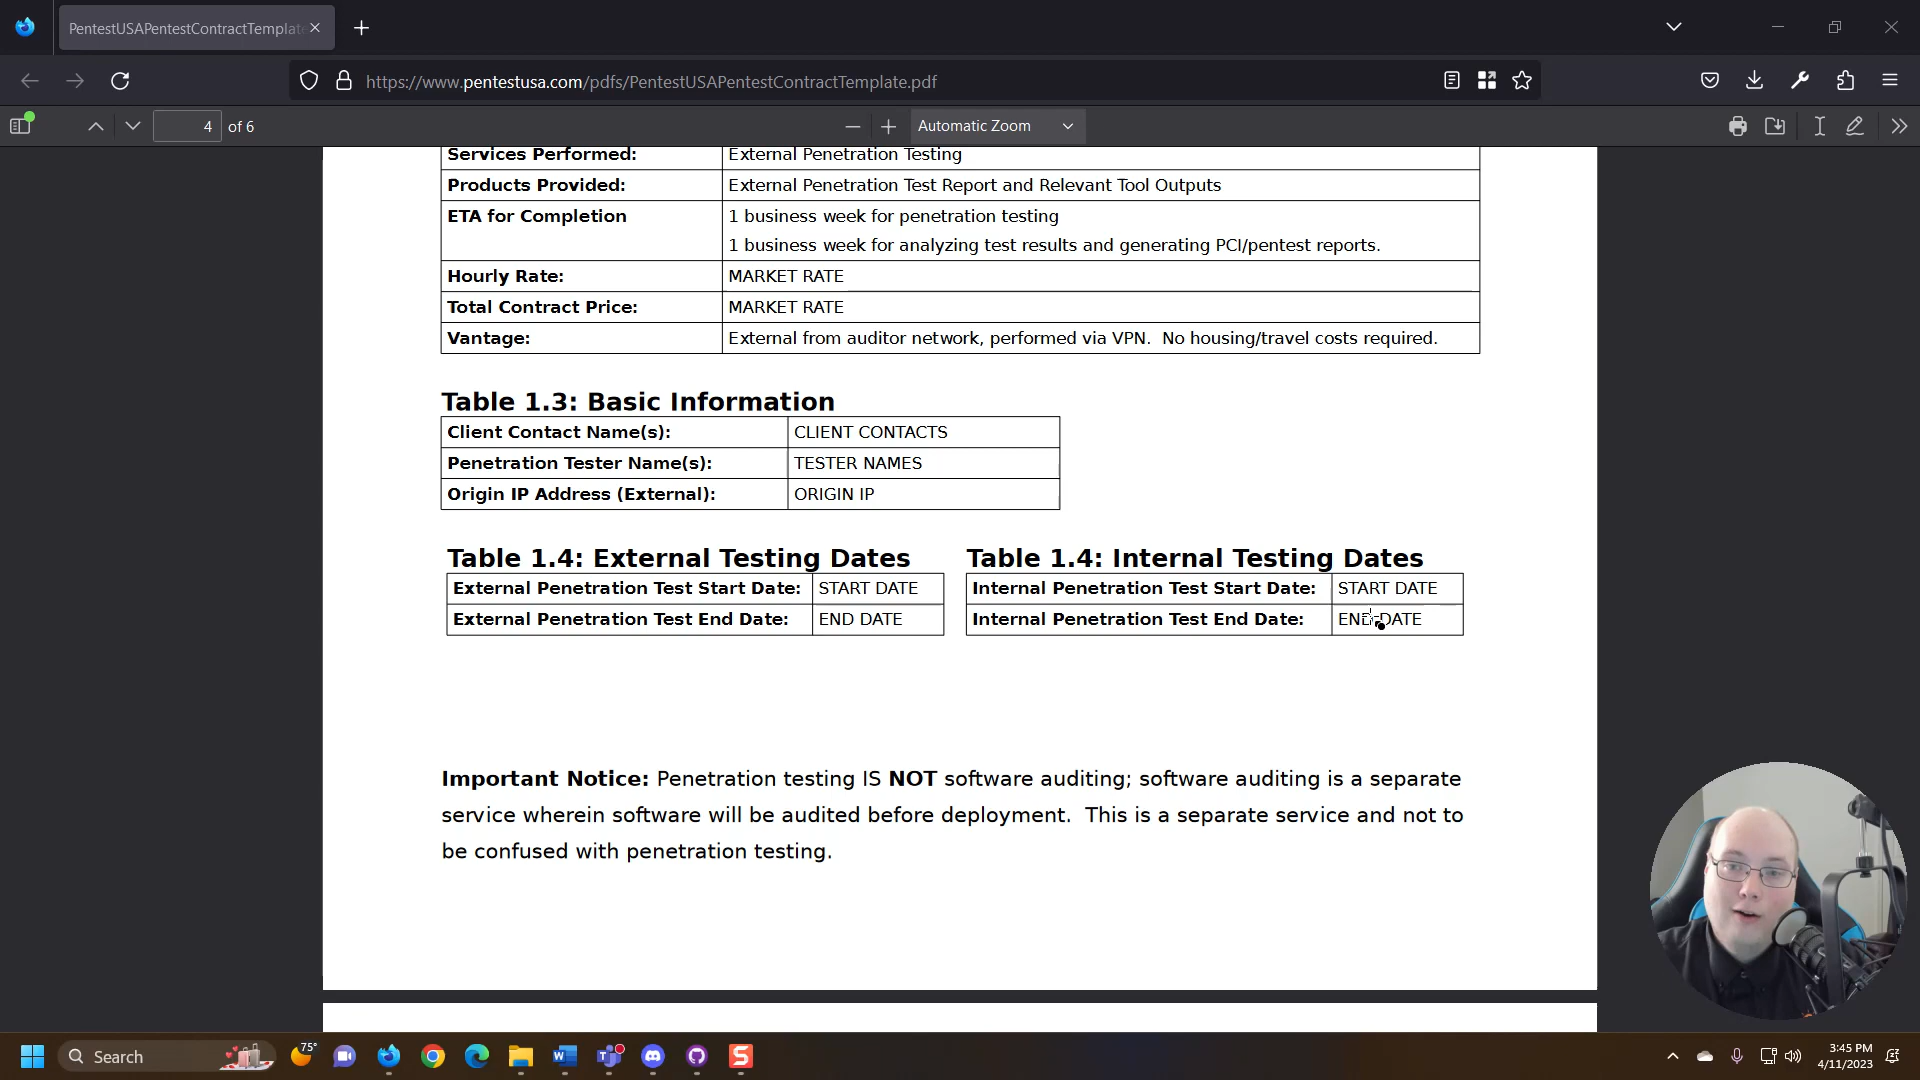 PentestUSAPentestContractTemplate
https://www.pentestusa.com/pdfs/PentestUSAPentestContractTemplate.pdf
4 of 6
Automatic Zoom
Services Performed: External Penetration Testing
Products Provided: External Penetration Test Report and Relevant Tool Outputs
ETA for Completion 1 business week for penetration testing
1 business week for analyzing test results and generating PCI/pentest reports.
Hourly Rate: MARKET RATE
Total Contract Price: MARKET RATE
Vantage: External from auditor network, performed via VPN. No housing/travel costs required.
Table 1.3: Basic Information
Client Contact Name(s): CLIENT CONTACTS
Penetration Tester Name(s): TESTER NAMES
Origin IP Address (External): ORIGIN IP
Table 1.4: External Testing Dates
External Penetration Test Start Date: START DATE
External Penetration Test End Date: END DATE
Table 1.4: Internal Testing Dates
Internal Penetration Test Start Date: START DATE
Internal Penetration Test End Date: END DATE
Important Notice: Penetration testing IS NOT software auditing; software auditing is a separate
service wherein software will be audited before deployment. This is a separate service and not to
be confused with penetration testing.
Search
75°
3:45 PM
4/11/2023